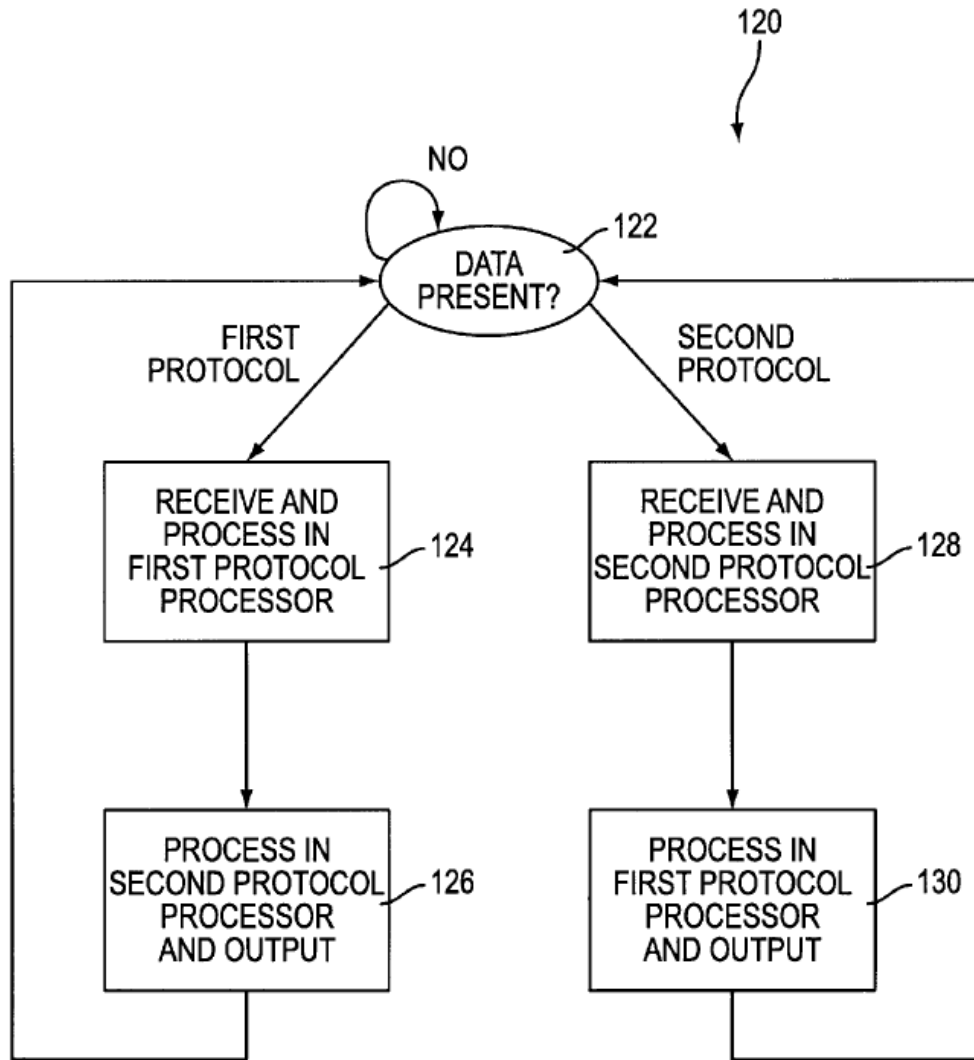 120
NO
122
DATA
PRESENT?
FIRST
PROTOCOL
SECOND
PROTOCOL
RECEIVE AND
PROCESS IN
FIRST PROTOCOL
PROCESSOR
124
RECEIVE AND
PROCESS IN
SECOND PROTOCOL
PROCESSOR
128
PROCESS IN
SECOND PROTOCOL
PROCESSOR
AND OUTPUT
126
PROCESS IN
FIRST PROTOCOL
PROCESSOR
AND OUTPUT
130